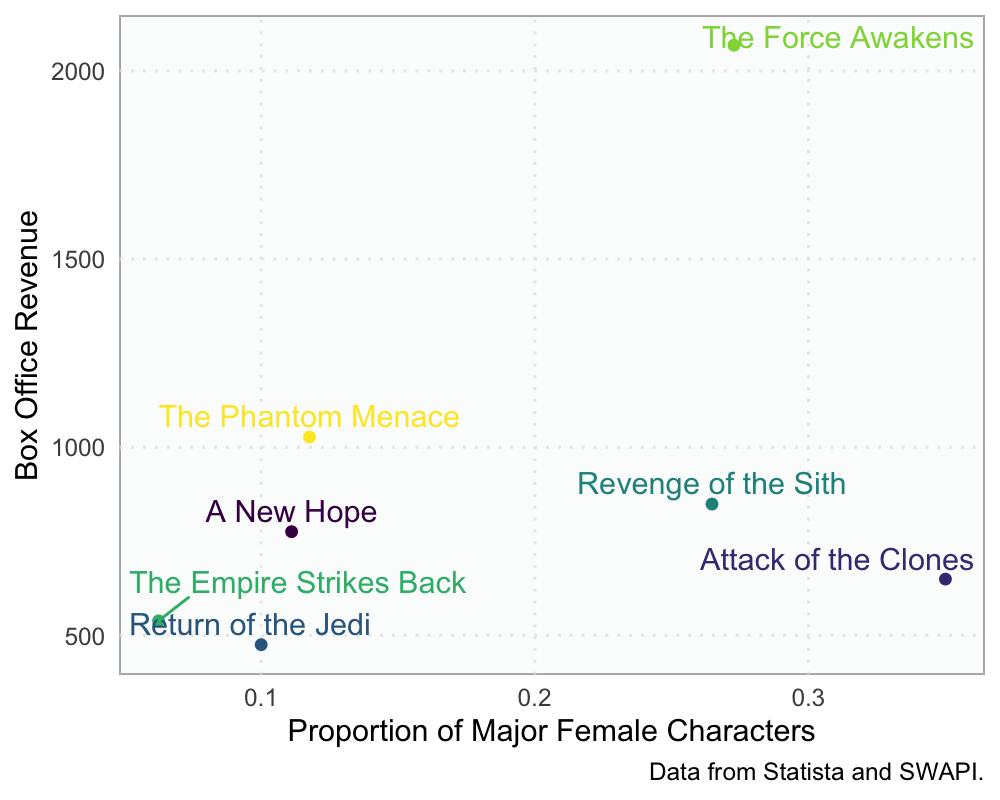 The Force Awakens
2000
1500
The Phantom Menace
1000
Revenge of the Sith
A New Hope
Attack of the Clones
The Empire Strikes Back
Return of the Jedi
500
Box Office Revenue
0.1 0.2 0.3
Proportion of Major Female Characters
Data from Statista and SWAPI.